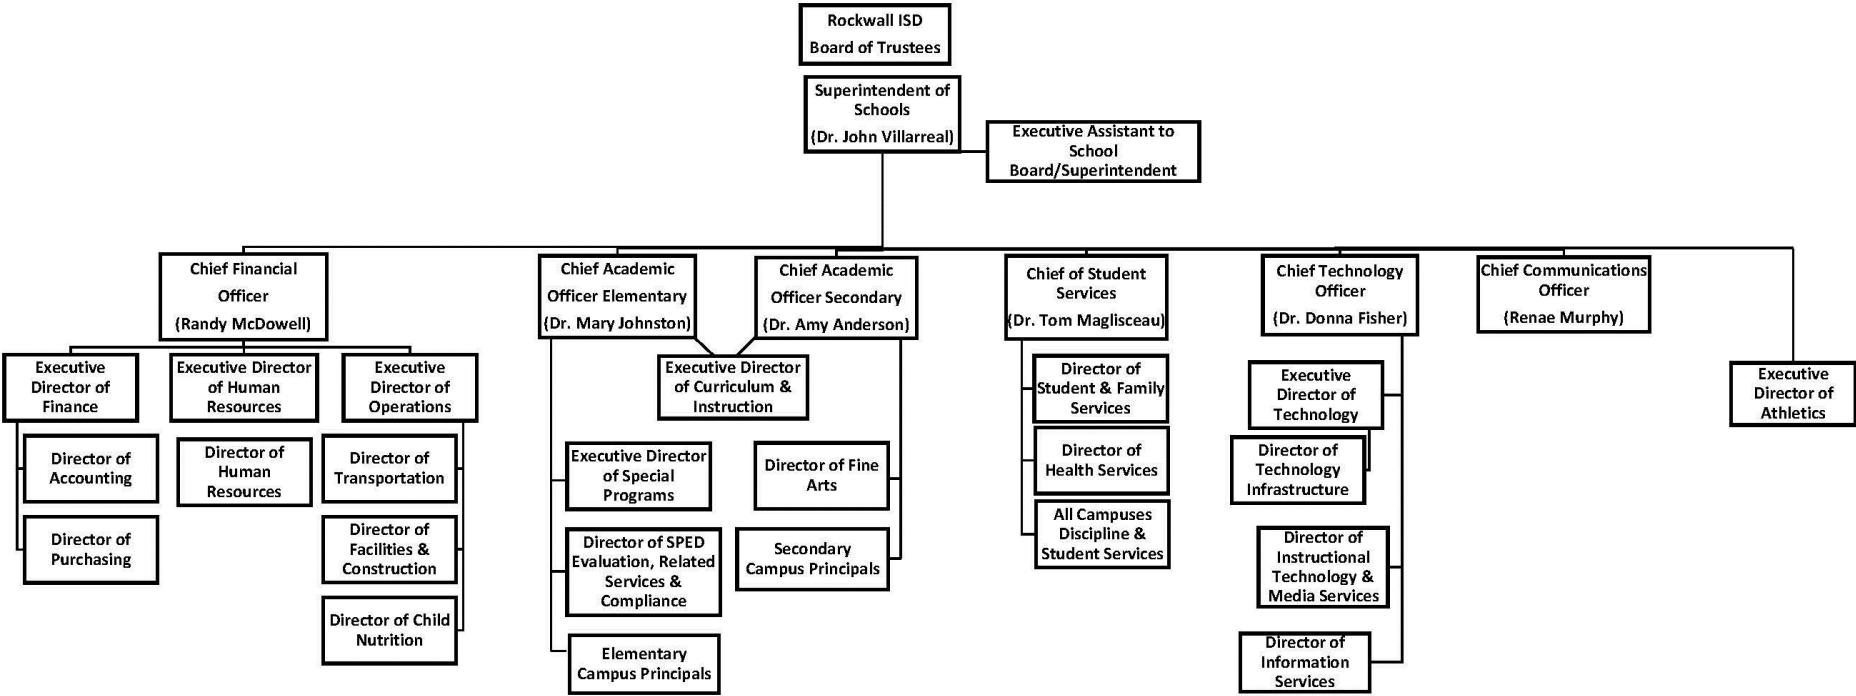 Rockwall ISD
Board of Trustees
Superintendent of
Schools
(Dr. John Villarreal)
Executive Assistant to
School
Board/Superintendent
Chief Financial
Officer
(Randy McDowell)
Chief Academic
Officer Elementary
(Dr. Mary Johnston)
Chief Academic
Officer Secondary
(Dr. Amy Anderson)
Chief of Student
Services
(Dr. Tom Maglisceau)
Chief Technology
Officer
(Dr. Donna Fisher)
Chief Communications
Officer
(Renae Murphy)
Executive
Director of
Finance
Executive Director
of Human
Resources
Executive
Director of
Operations
Executive Director
of Curriculum &
Instruction
Director of
Student & Family
Services
Executive
Director of
Technology
Executive
Director of
Athletics
Director of
Accounting
Director of
Human
Resources
Director of
Transportation
Executive Director
of Special
Programs
Director of Fine
Arts
Director of
Health Services
Director of
Technology
Infrastructure
Director of
Purchasing
Director of
Facilities &
Construction
Director of SPED
Evaluation, Related
Services &
Compliance
Secondary
Campus Principals
All Campuses
Discipline &
Student Services
Director of
Instructional
Technology &
Media Services
Director of Child
Nutrition
Elementary
Campus Principals
Director of
Information
Services